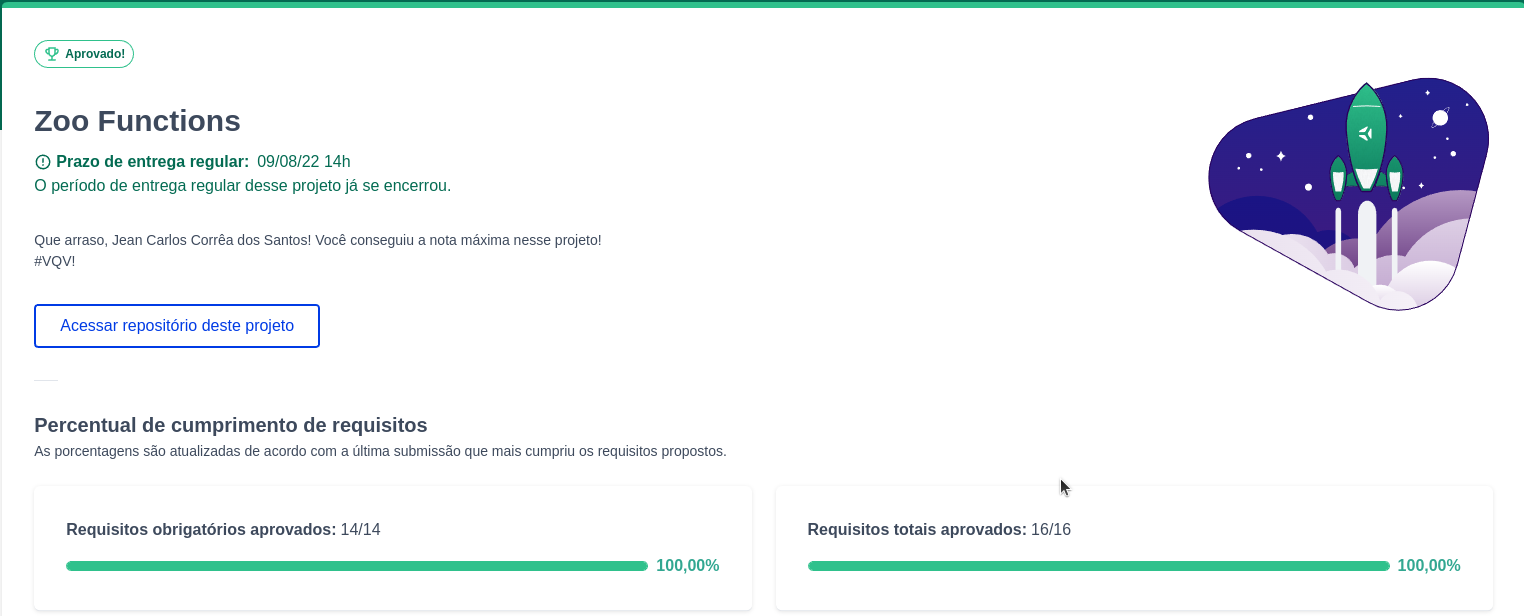 Aprovado!
Zoo Functions
Prazo de entrega regular: 09/08/22 14h
O período de entrega regular desse projeto já se encerrou.
Que arraso, Jean Carlos Corrêa dos Santos! Você conseguiu a nota máxima nesse projeto!
#VQV!
Acessar repositório deste projeto
Percentual de cumprimento de requisitos
As porcentagens são atualizadas de acordo com a última submissão que mais cumpriu os requisitos propostos.
Requisitos obrigatórios aprovados: 14/14
100,00%
Requisitos totais aprovados: 16/16
100,00%